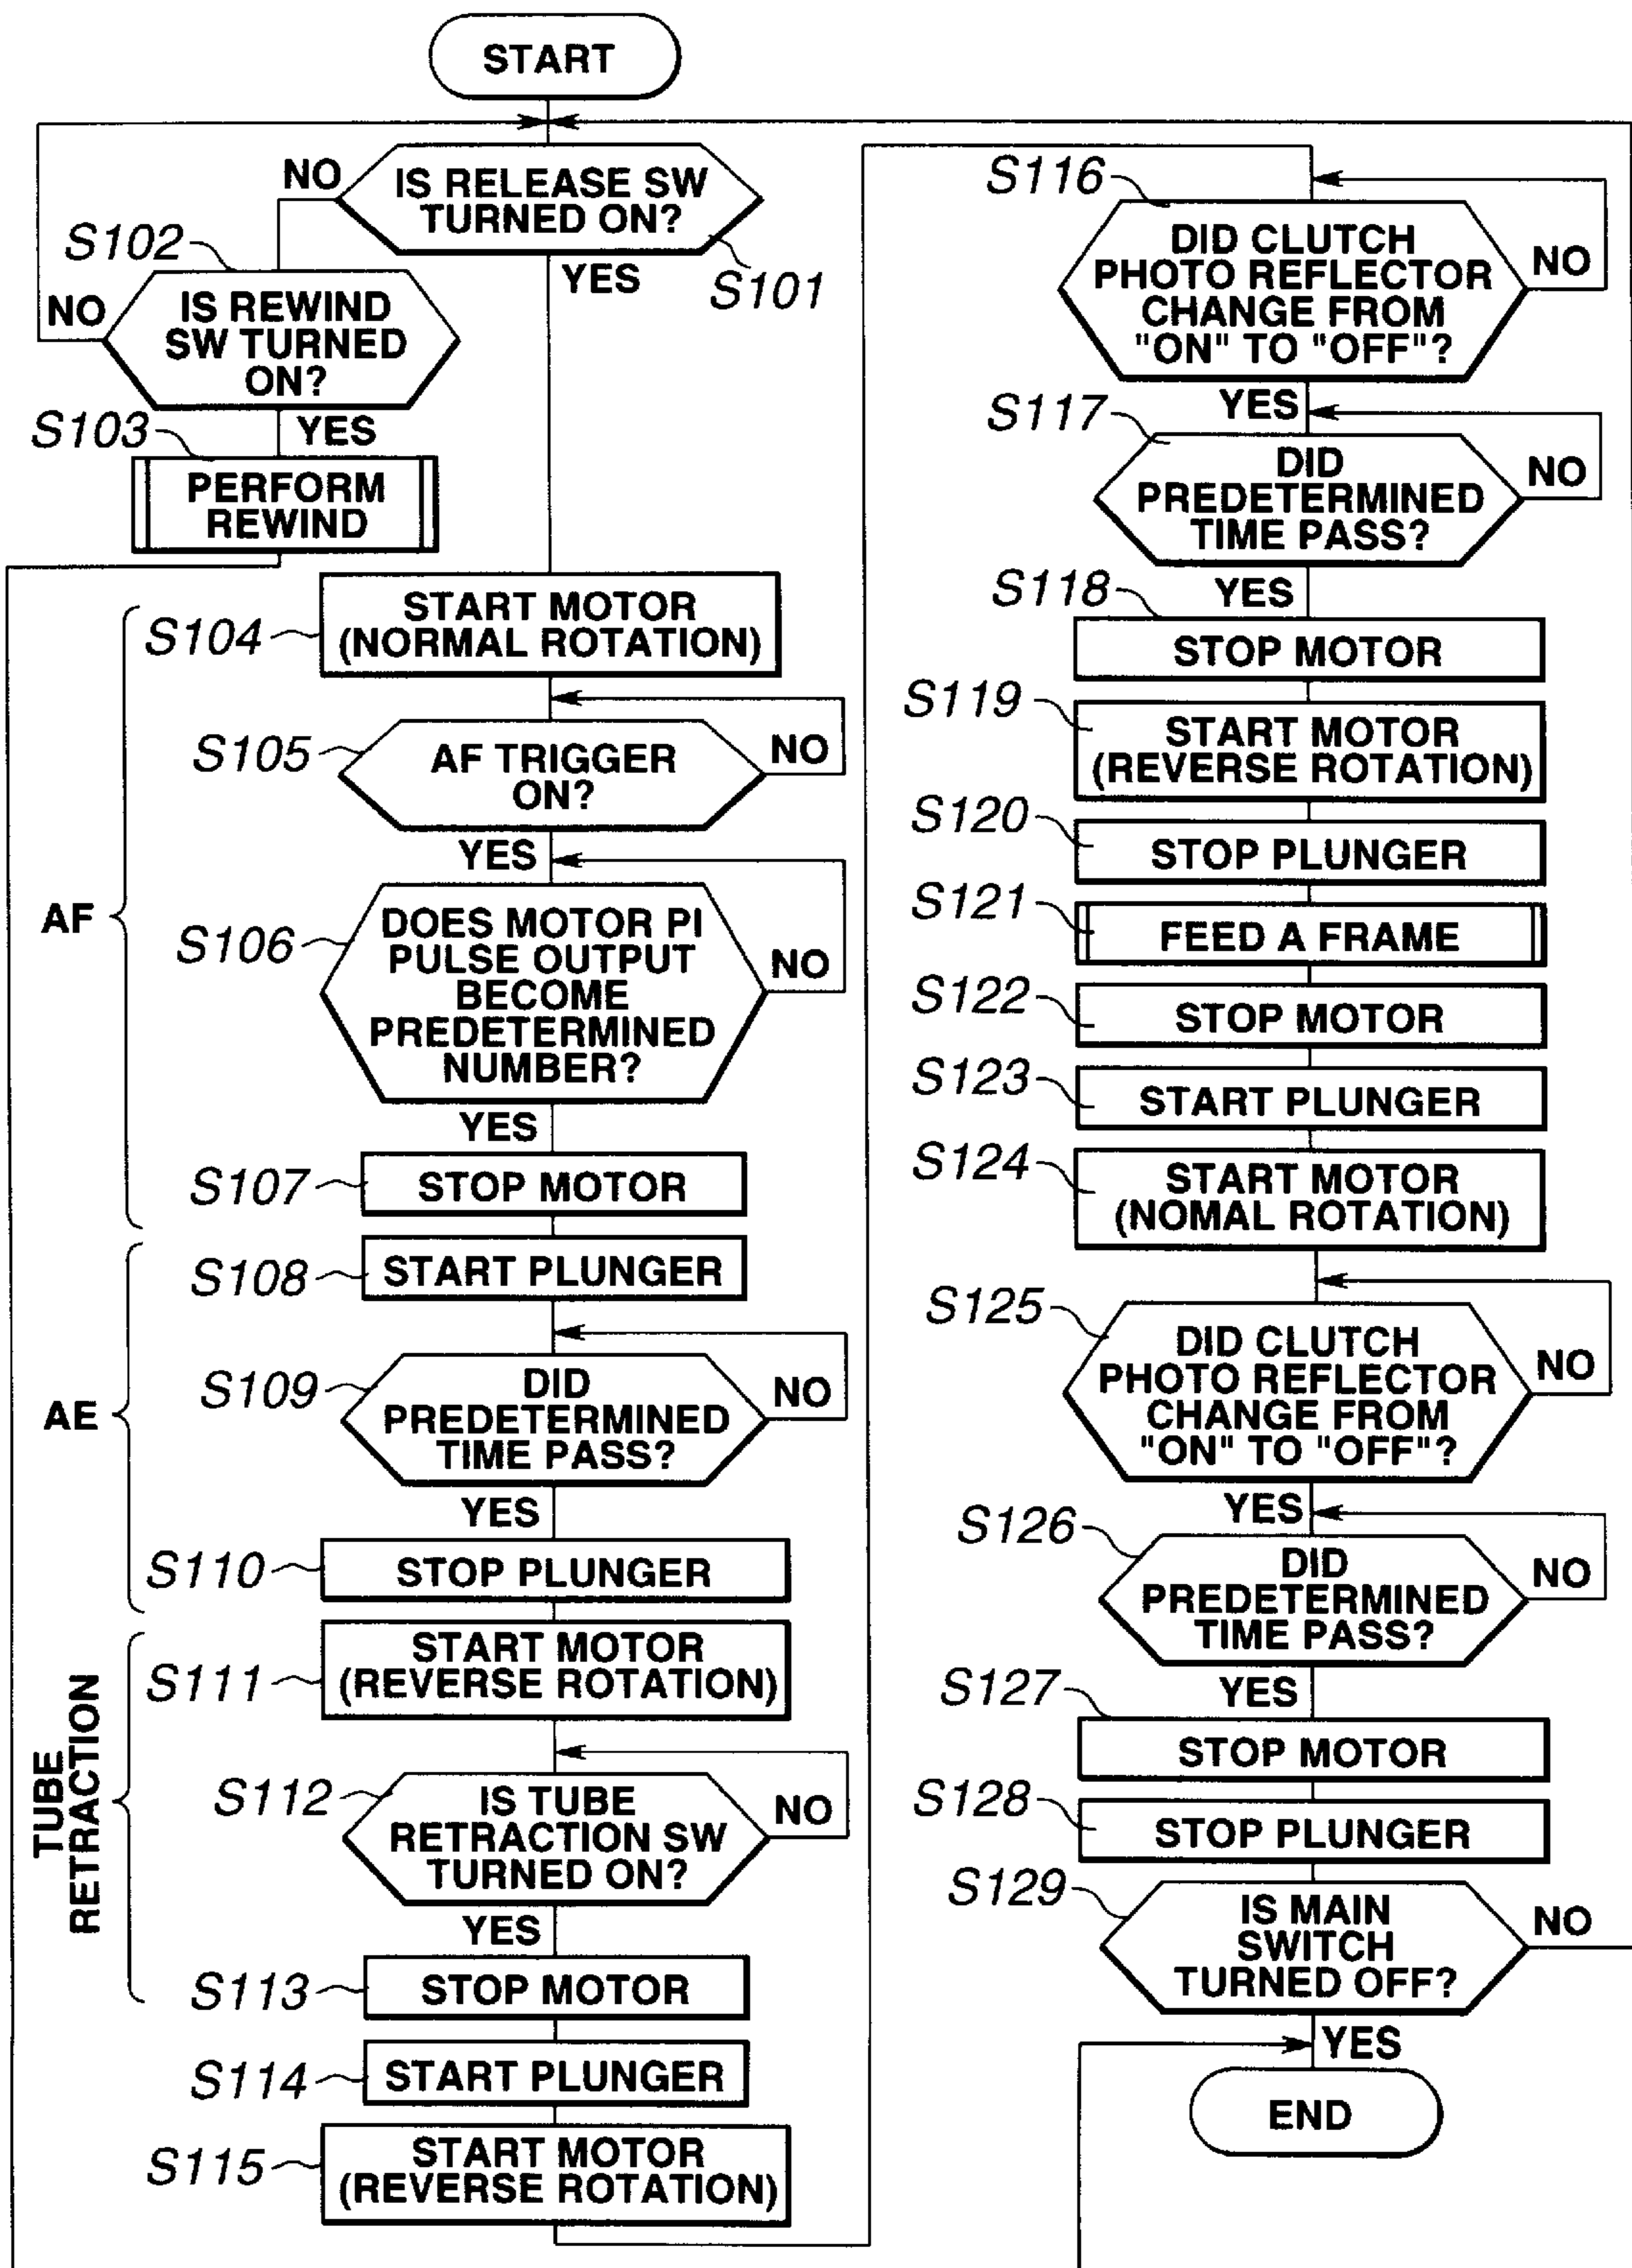 START
NO
IS RELEASE SW
TURNED ON?
S101
YES
S102
NO
IS REWIND
SW TURNED
ON?
S103
YES
PERFORM
REWIND
AF
S104
START MOTOR
(NORMAL ROTATION)
S105
AF TRIGGER
ON?
NO
YES
S106
DOES MOTOR PI
PULSE OUTPUT
BECOME
PREDETERMINED
NUMBER?
NO
YES
S107
STOP MOTOR
AE
S108
START PLUNGER
S109
DID
PREDETERMINED
TIME PASS?
NO
YES
S110
STOP PLUNGER
TUBE
RETRACTION
S111
START MOTOR
(REVERSE ROTATION)
S112
IS TUBE
RETRACTION SW
TURNED ON?
NO
YES
S113
STOP MOTOR
S114
START PLUNGER
S115
START MOTOR
(REVERSE ROTATION)
S116
DID CLUTCH
PHOTO REFLECTOR
CHANGE FROM
"ON" TO "OFF"?
NO
YES
S117
DID
PREDETERMINED
TIME PASS?
NO
YES
S118
STOP MOTOR
S119
START MOTOR
(REVERSE ROTATION)
S120
STOP PLUNGER
S121
FEED A FRAME
S122
STOP MOTOR
S123
START PLUNGER
S124
START MOTOR
(NOMAL ROTATION)
S125
DID CLUTCH
PHOTO REFLECTOR
CHANGE FROM
"ON" TO "OFF"?
NO
YES
S126
DID
PREDETERMINED
TIME PASS?
NO
YES
S127
STOP MOTOR
S128
STOP PLUNGER
S129
IS MAIN
SWITCH
TURNED OFF?
NO
YES
END